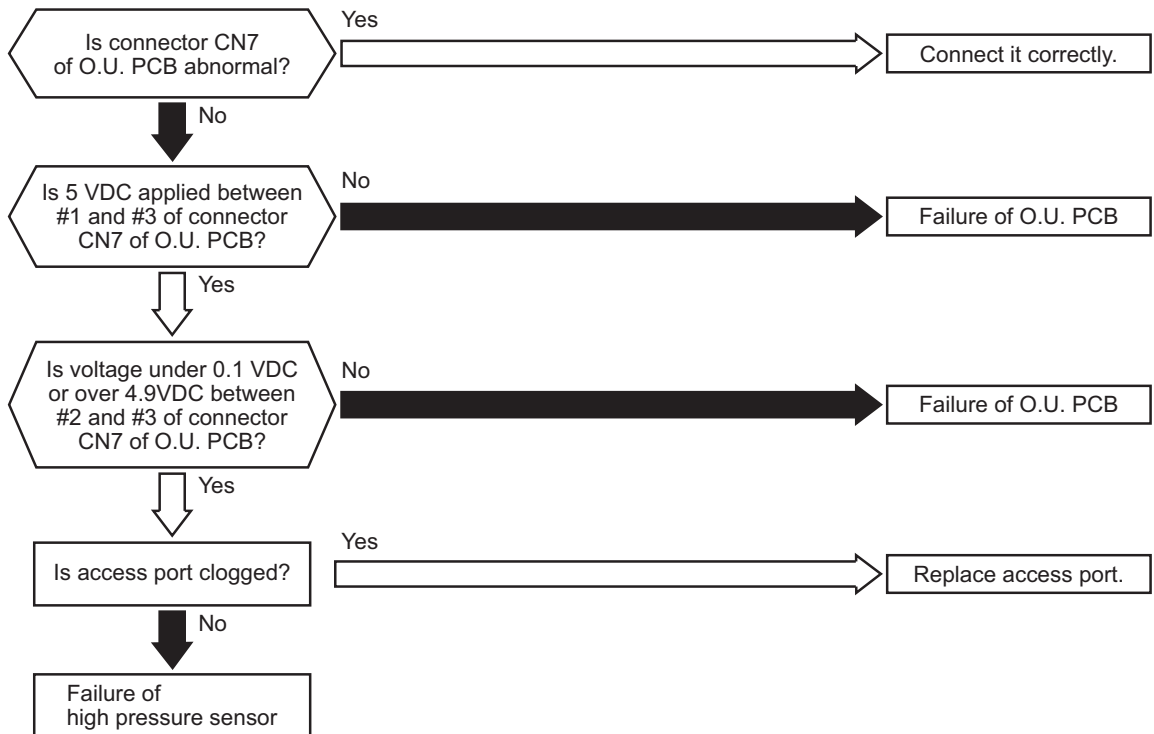 Is connector CN7
of O.U. PCB abnormal?
Yes
Connect it correctly.
No
Is 5 VDC applied between
#1 and #3 of connector
CN7 of O.U. PCB?
No
Failure of O.U. PCB
Yes
Is voltage under 0.1 VDC
or over 4.9VDC between
#2 and #3 of connector
CN7 of O.U. PCB?
No
Failure of O.U. PCB
Yes
Is access port clogged?
Yes
Replace access port.
No
Failure of
high pressure sensor